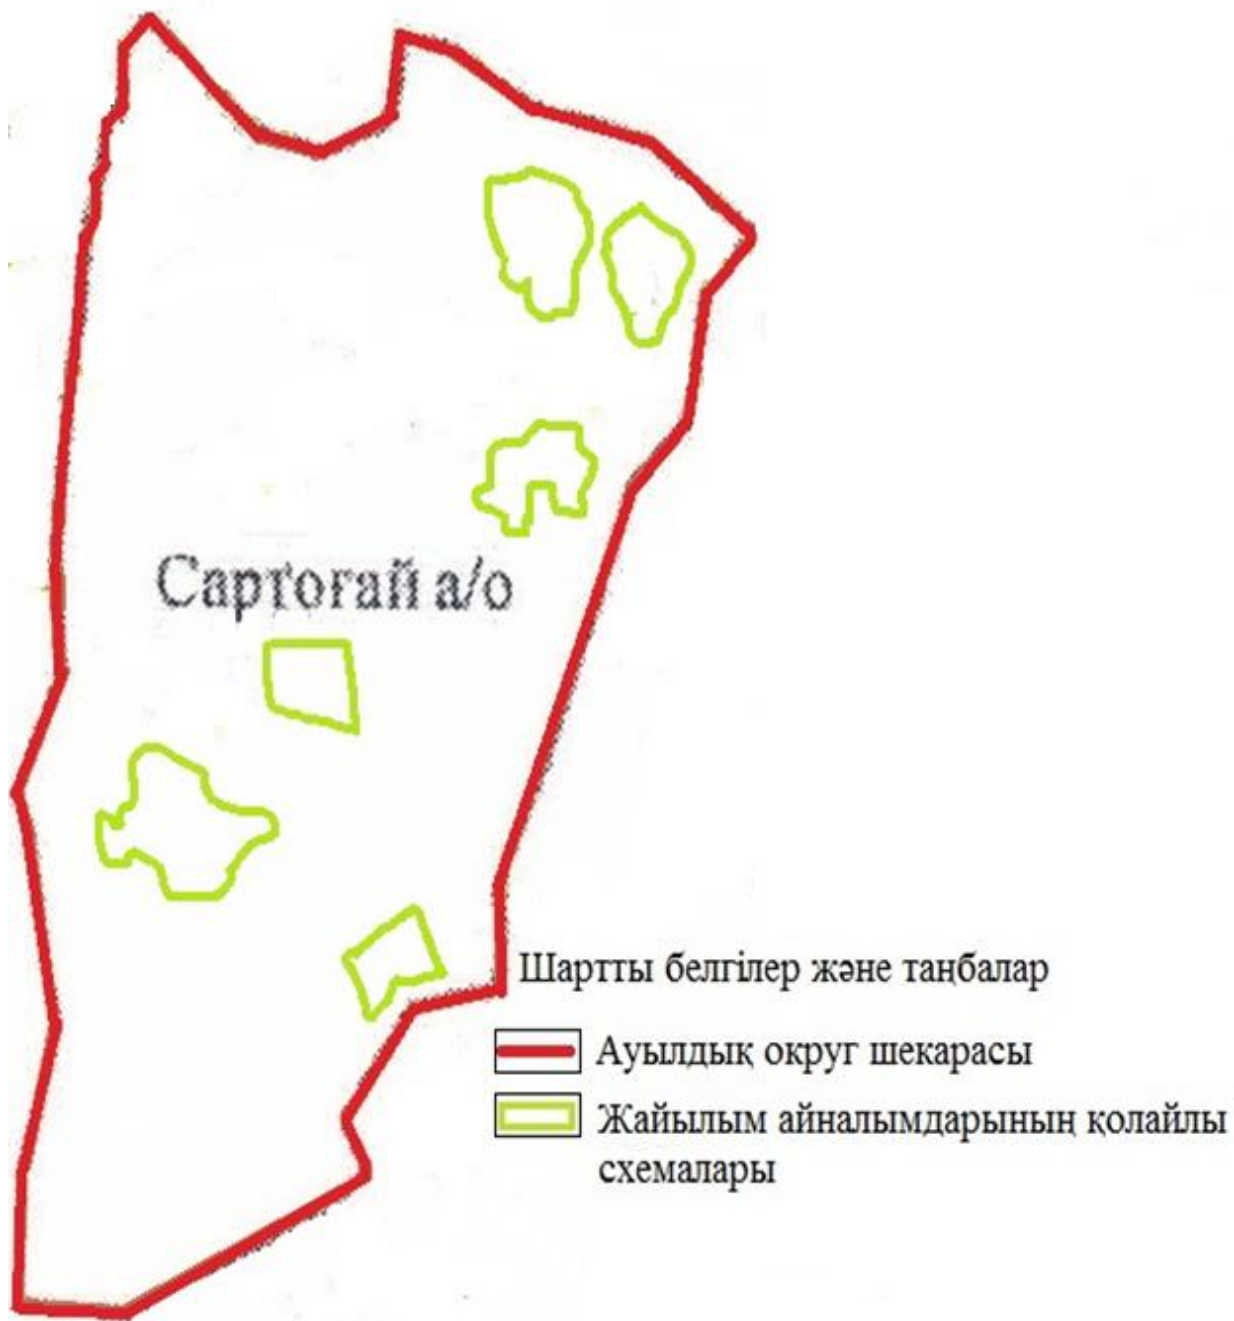 Сартоғай а/о
Шартты белгілер және таңбалар
Ауылдық округ шекарасы
Жайылым айналымдарының қолайлы
схемалары